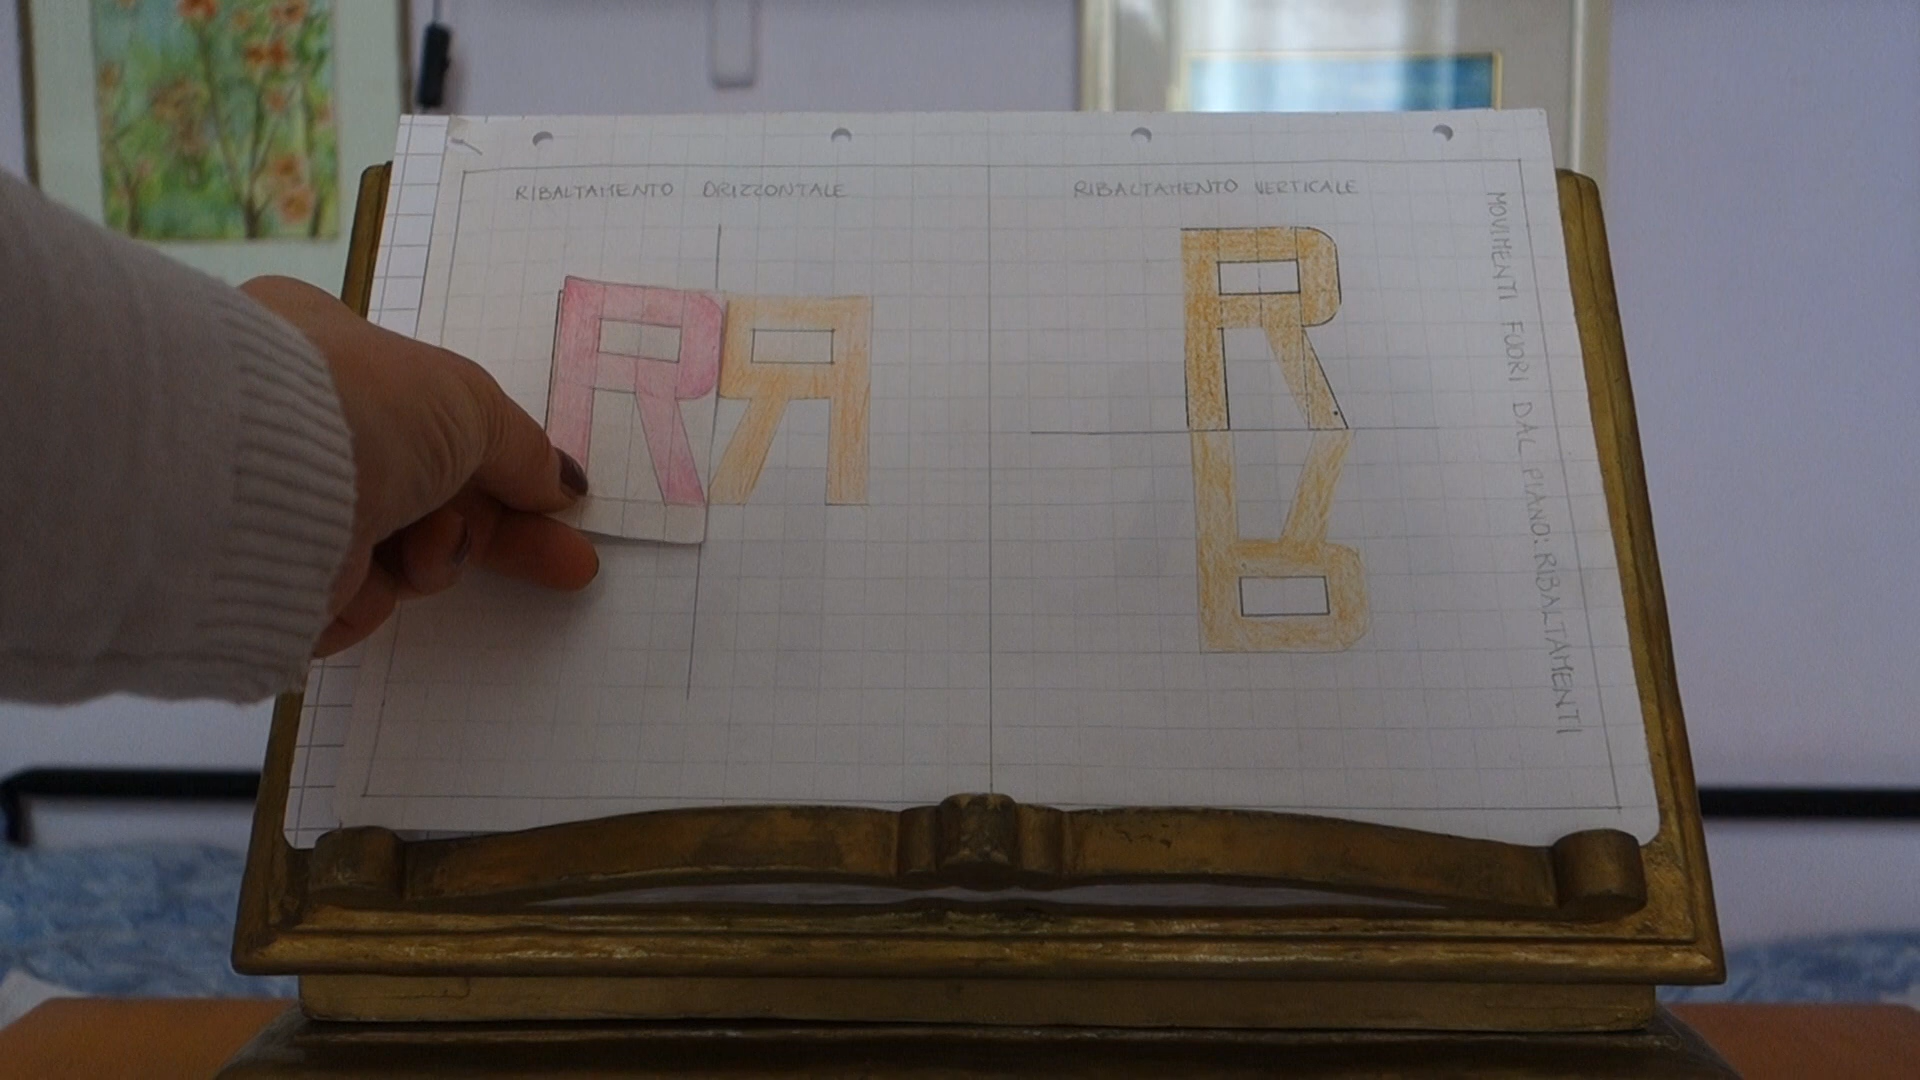 RIBALTAMENTO ORIZZONTALE
RIBALTAMENTO VERTICALE
R R
R R
MOVIMENTI FUORI DAL PIANO: RIBALTAMENTI